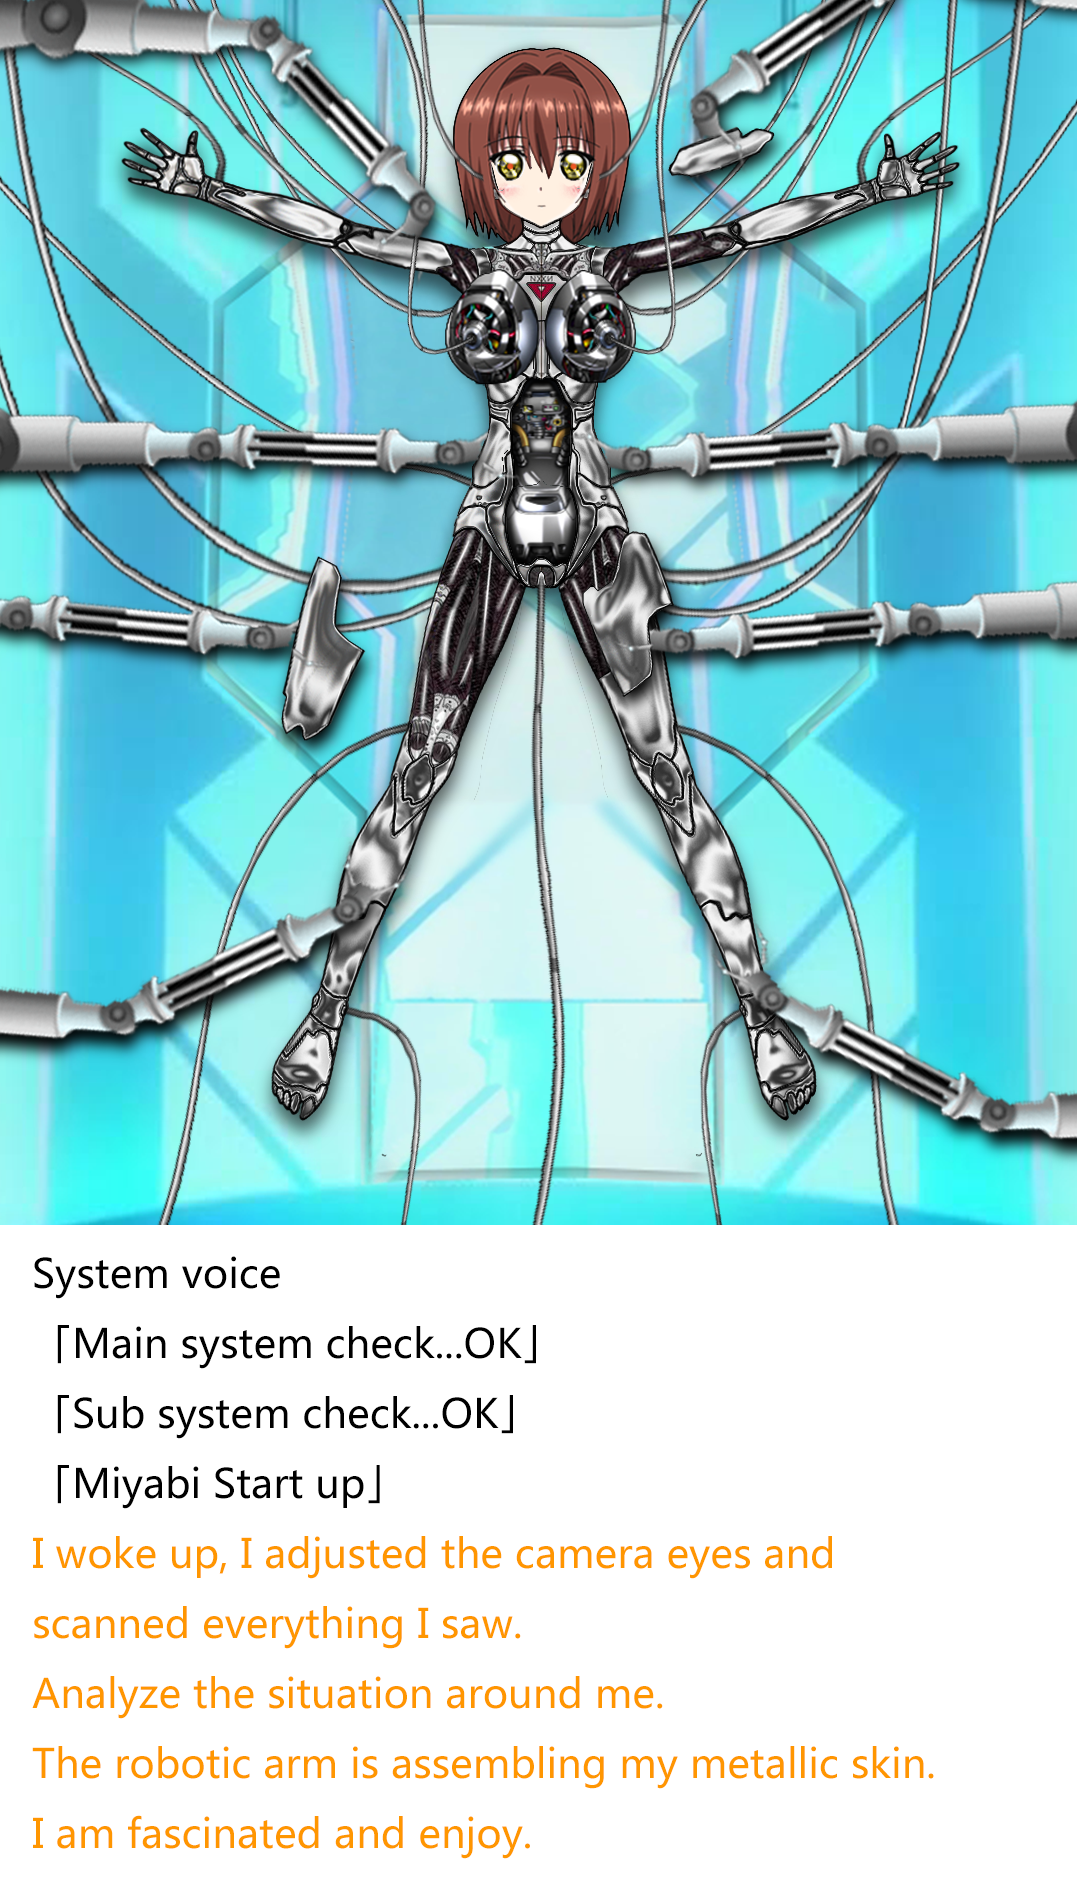 System voice
「Main system check...OK」
「Sub system check...OK」
「Miyabi Start up」
I woke up, I adjusted the camera eyes and
scanned everything I saw.
Analyze the situation around me.
The robotic arm is assembling my metallic skin.
I am fascinated and enjoy.